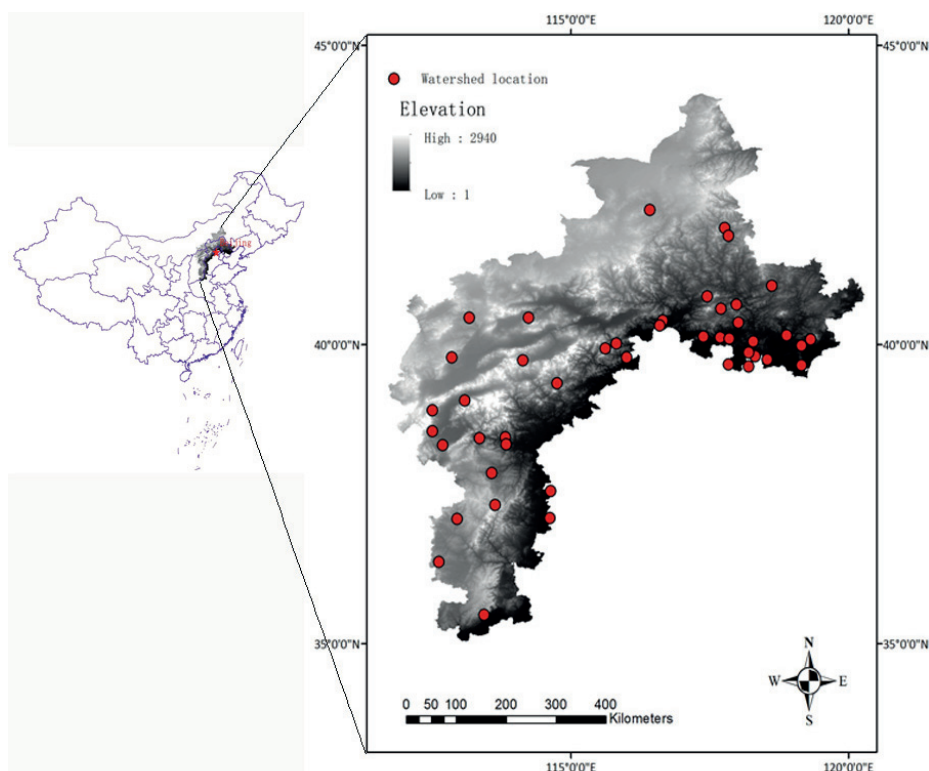 115°0'0"E 120°0'0"E
45°0'0"N 45°0'0"N
Watershed location
Elevation
High : 2940
Low : 1
Beijing
40°0'0"N 40°0'0"N
35°0'0"N 35°0'0"N
N
W E
S
0 50 100 200 300 400
Kilometers
115°0'0"E 120°0'0"E